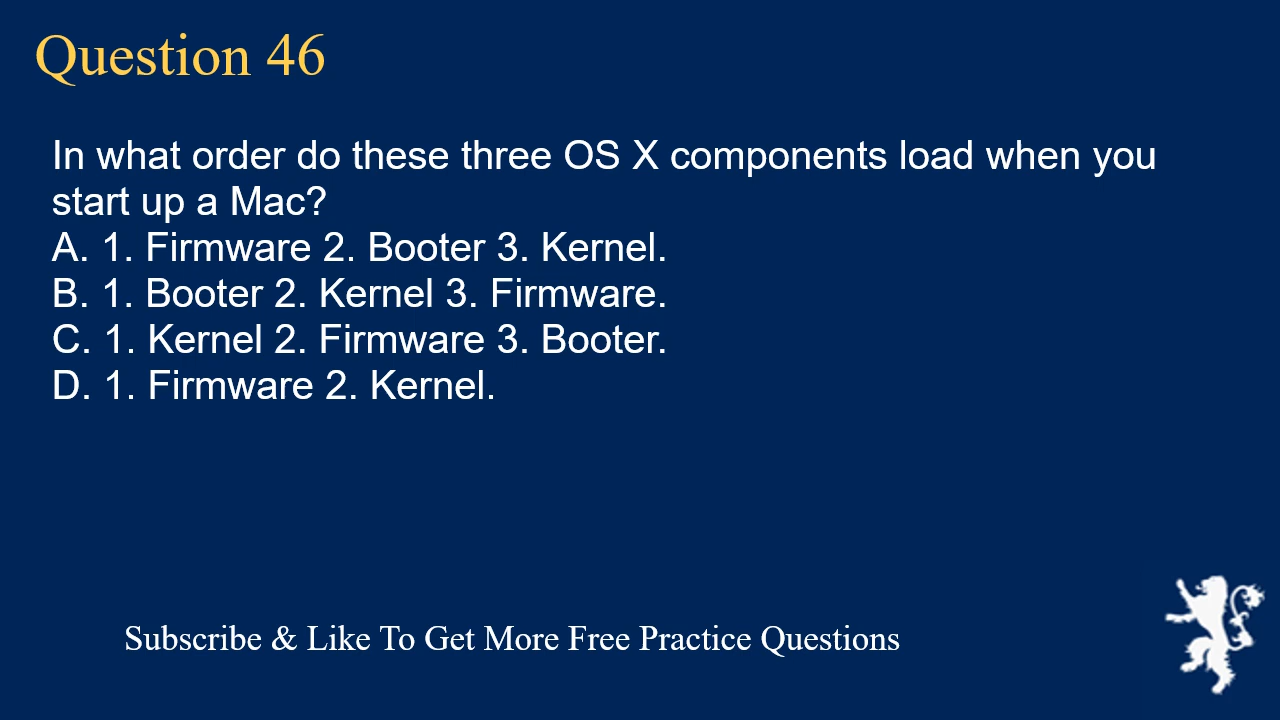 Question 46
In what order do these three OS X components load when you
start up a Mac?
A. 1. Firmware 2. Booter 3. Kernel.
B. 1. Booter 2. Kernel 3. Firmware.
C. 1. Kernel 2. Firmware 3. Booter.
D. 1. Firmware 2. Kernel.
Subscribe & Like To Get More Free Practice Questions